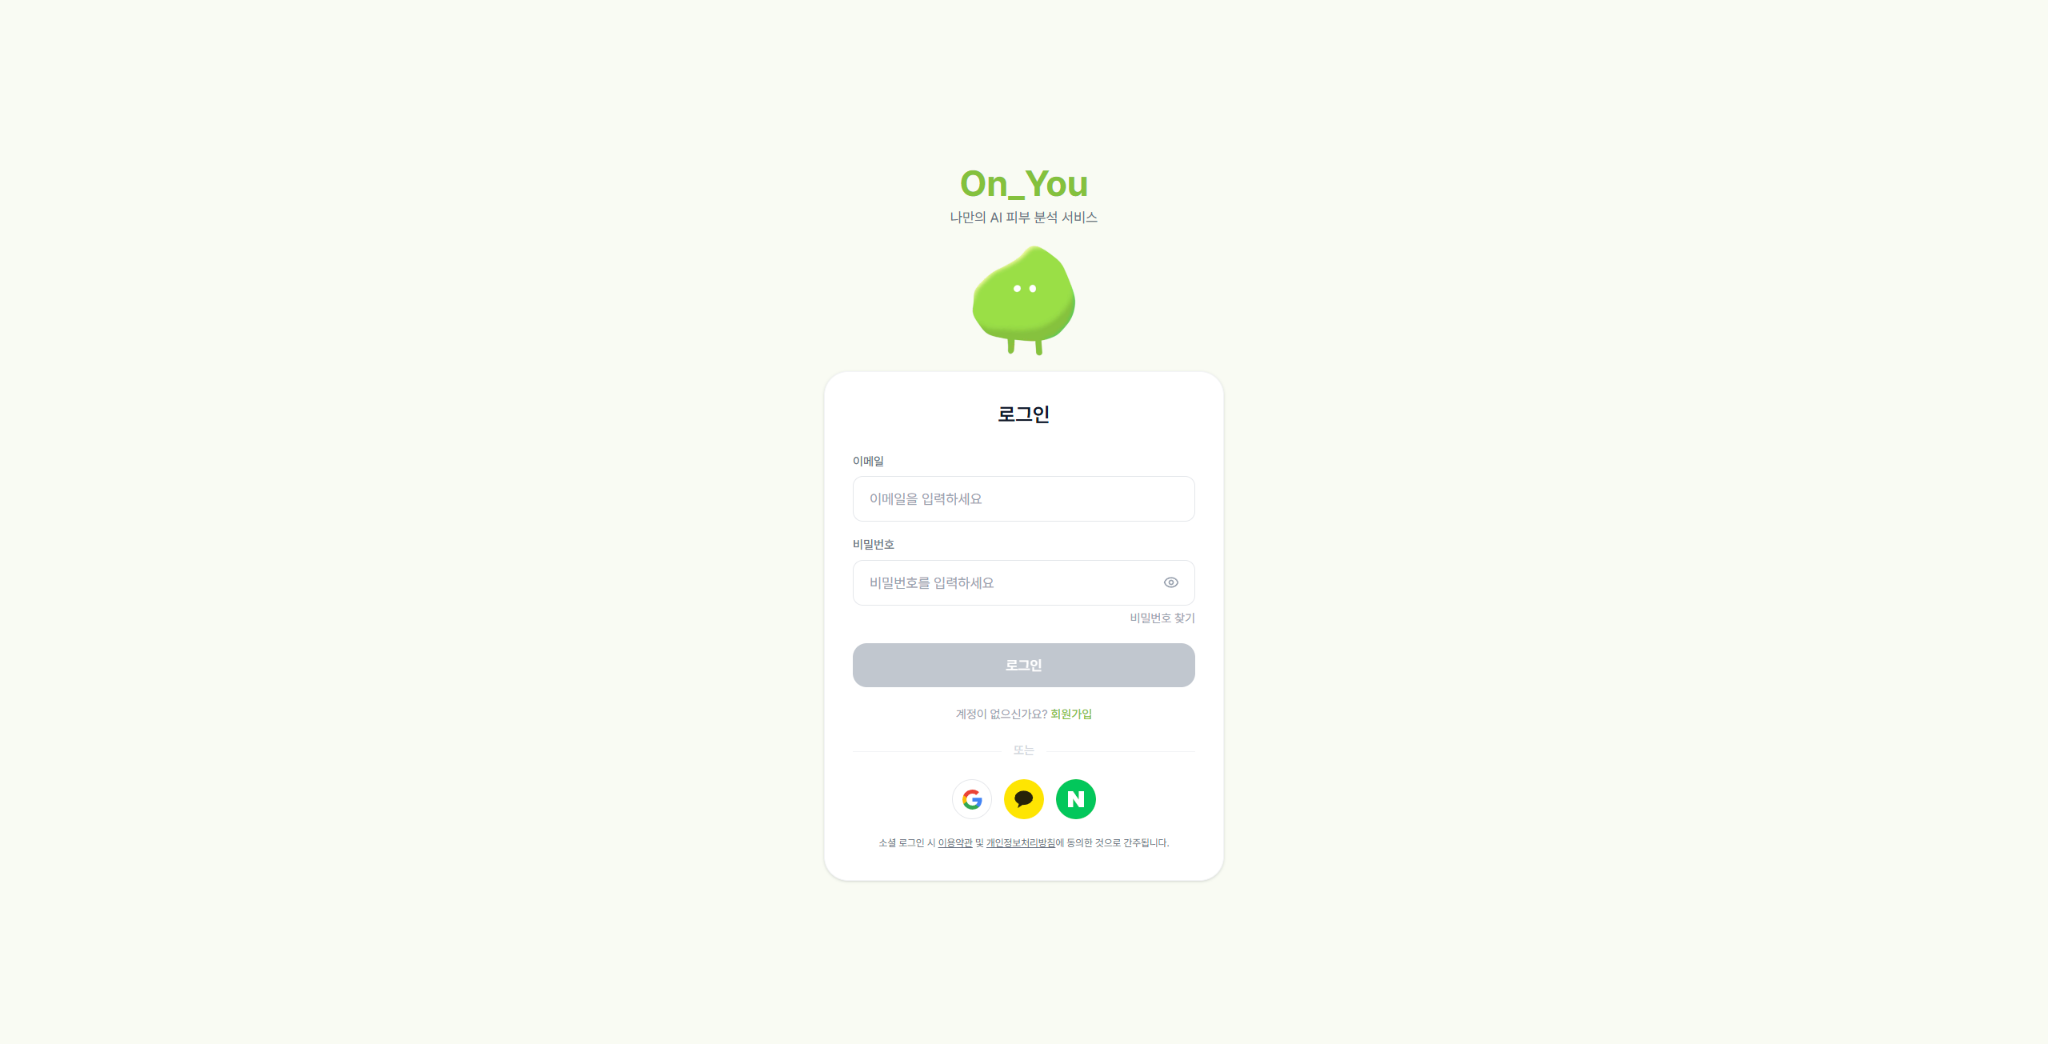 On_You
나만의 AI 피부 분석 서비스
로그인
이메일
이메일을 입력하세요
비밀번호
비밀번호를 입력하세요
비밀번호 찾기
로그인
계정이 없으신가요? 회원가입
또는
소셜 로그인 시 이용약관 및 개인정보처리방침에 동의한 것으로 간주됩니다.